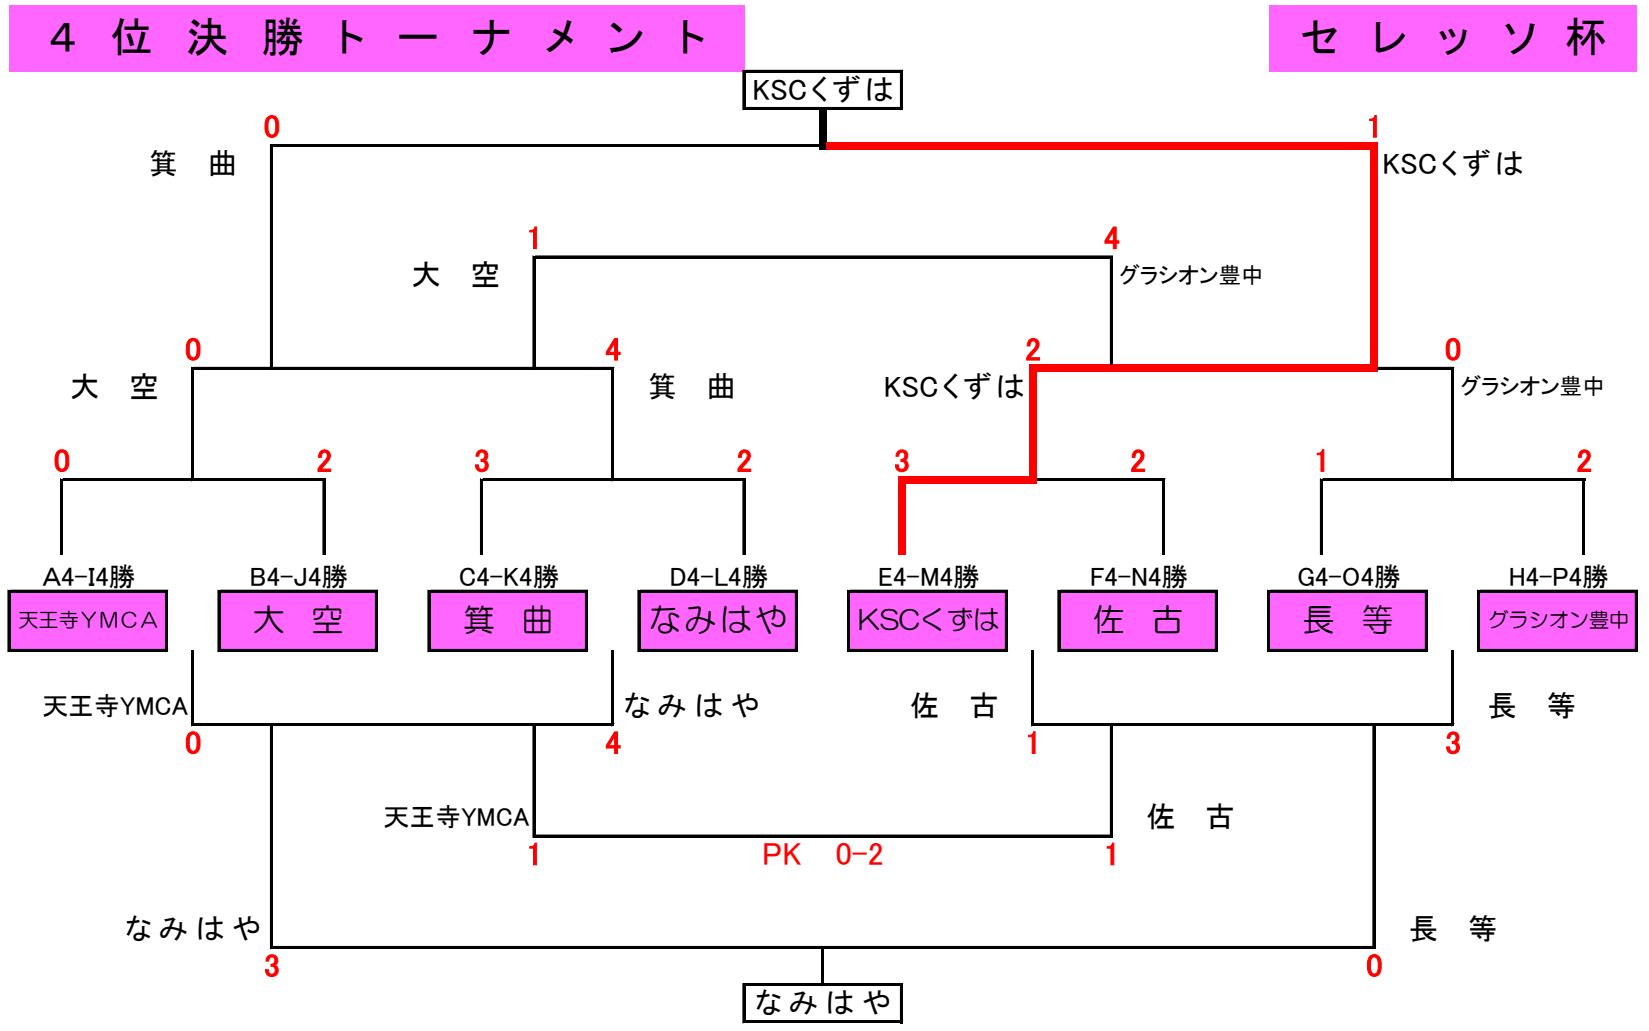 ４位決勝トーナメント セレッソ杯
KSCくずは
0 1
箕曲 KSCくずは
1 4
大空 グラシオン豊中
0 4 2 0
大空 箕曲 KSCくずは グラシオン豊中
0 2 3 2 3 2 1 2
A4-I4勝 B4-J4勝 C4-K4勝 D4-L4勝 E4-M4勝 F4-N4勝 G4-O4勝 H4-P4勝
天王寺YMCA 大空 箕曲 なみはや KSCくずは 佐古 長等 グラシオン豊中
天王寺YMCA なみはや 佐古 長等
0 4 1 3
天王寺YMCA 佐古
1 PK 0-2 1
なみはや 長等
3 0
なみはや